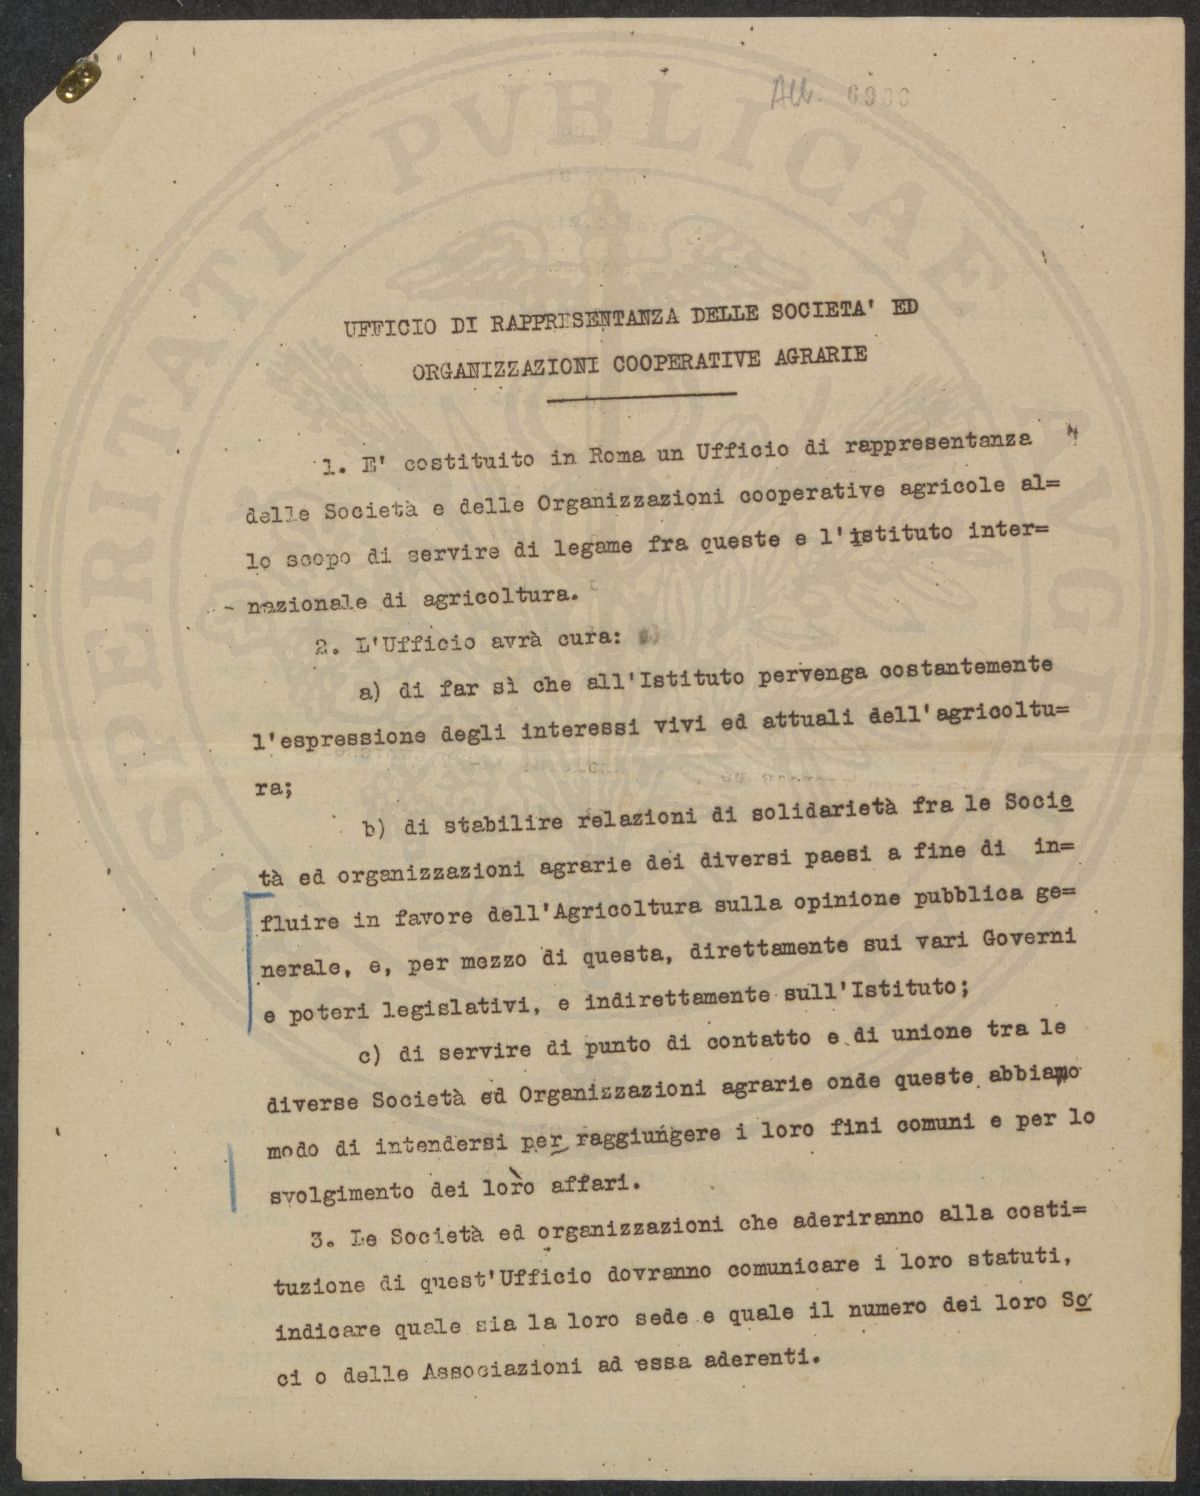 All. 6000
UFFICIO DI RAPPRESENTANZA DELLE SOCIETA' ED
ORGANIZZAZIONI COOPERATIVE AGRARIE
1. E' costituito in Roma un Ufficio di rappresentanza
delle Società e delle Organizzazioni cooperative agricole al=
lo scopo di servire di legame fra queste e l'istituto inter=
- nazionale di agricoltura.
2. L'Ufficio avrà cura:
a) di far sì che all'Istituto pervenga costantemente
l'espressione degli interessi vivi ed attuali dell'agricoltu=
ra;
b) di stabilire relazioni di solidarietà fra le Socie
tà ed organizzazioni agrarie dei diversi paesi a fine di in=
fluire in favore dell'Agricoltura sulla opinione pubblica ge=
nerale, e, per mezzo di questa, direttamente sui vari Governi
e poteri legislativi, e indirettamente sull'Istituto;
c) di servire di punto di contatto e di unione tra le
diverse Società ed Organizzazioni agrarie onde queste abbiamo
modo di intendersi per raggiungere i loro fini comuni e per lo
svolgimento dei loro affari.
3. Le Società ed organizzazioni che aderiranno alla costi=
tuzione di quest'Ufficio dovranno comunicare i loro statuti,
indicare quale sia la loro sede e quale il numero dei loro So
ci o delle Associazioni ad essa aderenti.